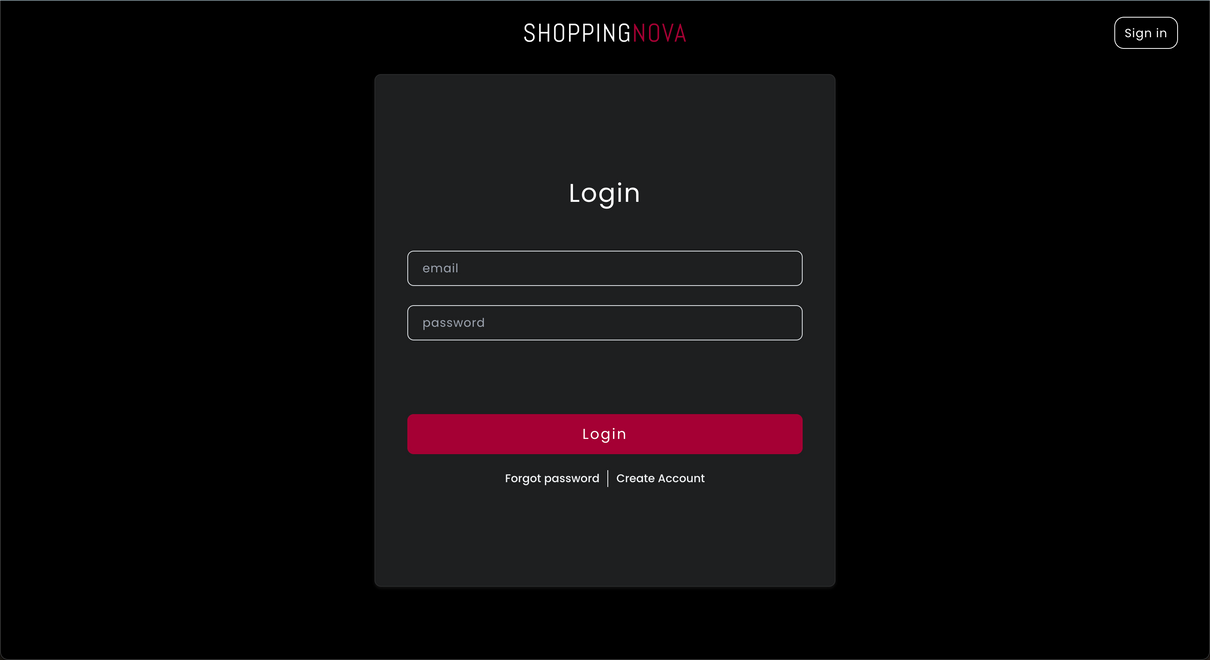 SHOPPINGNOVA
Sign in
Login
email
password
Login
Forgot password | Create Account